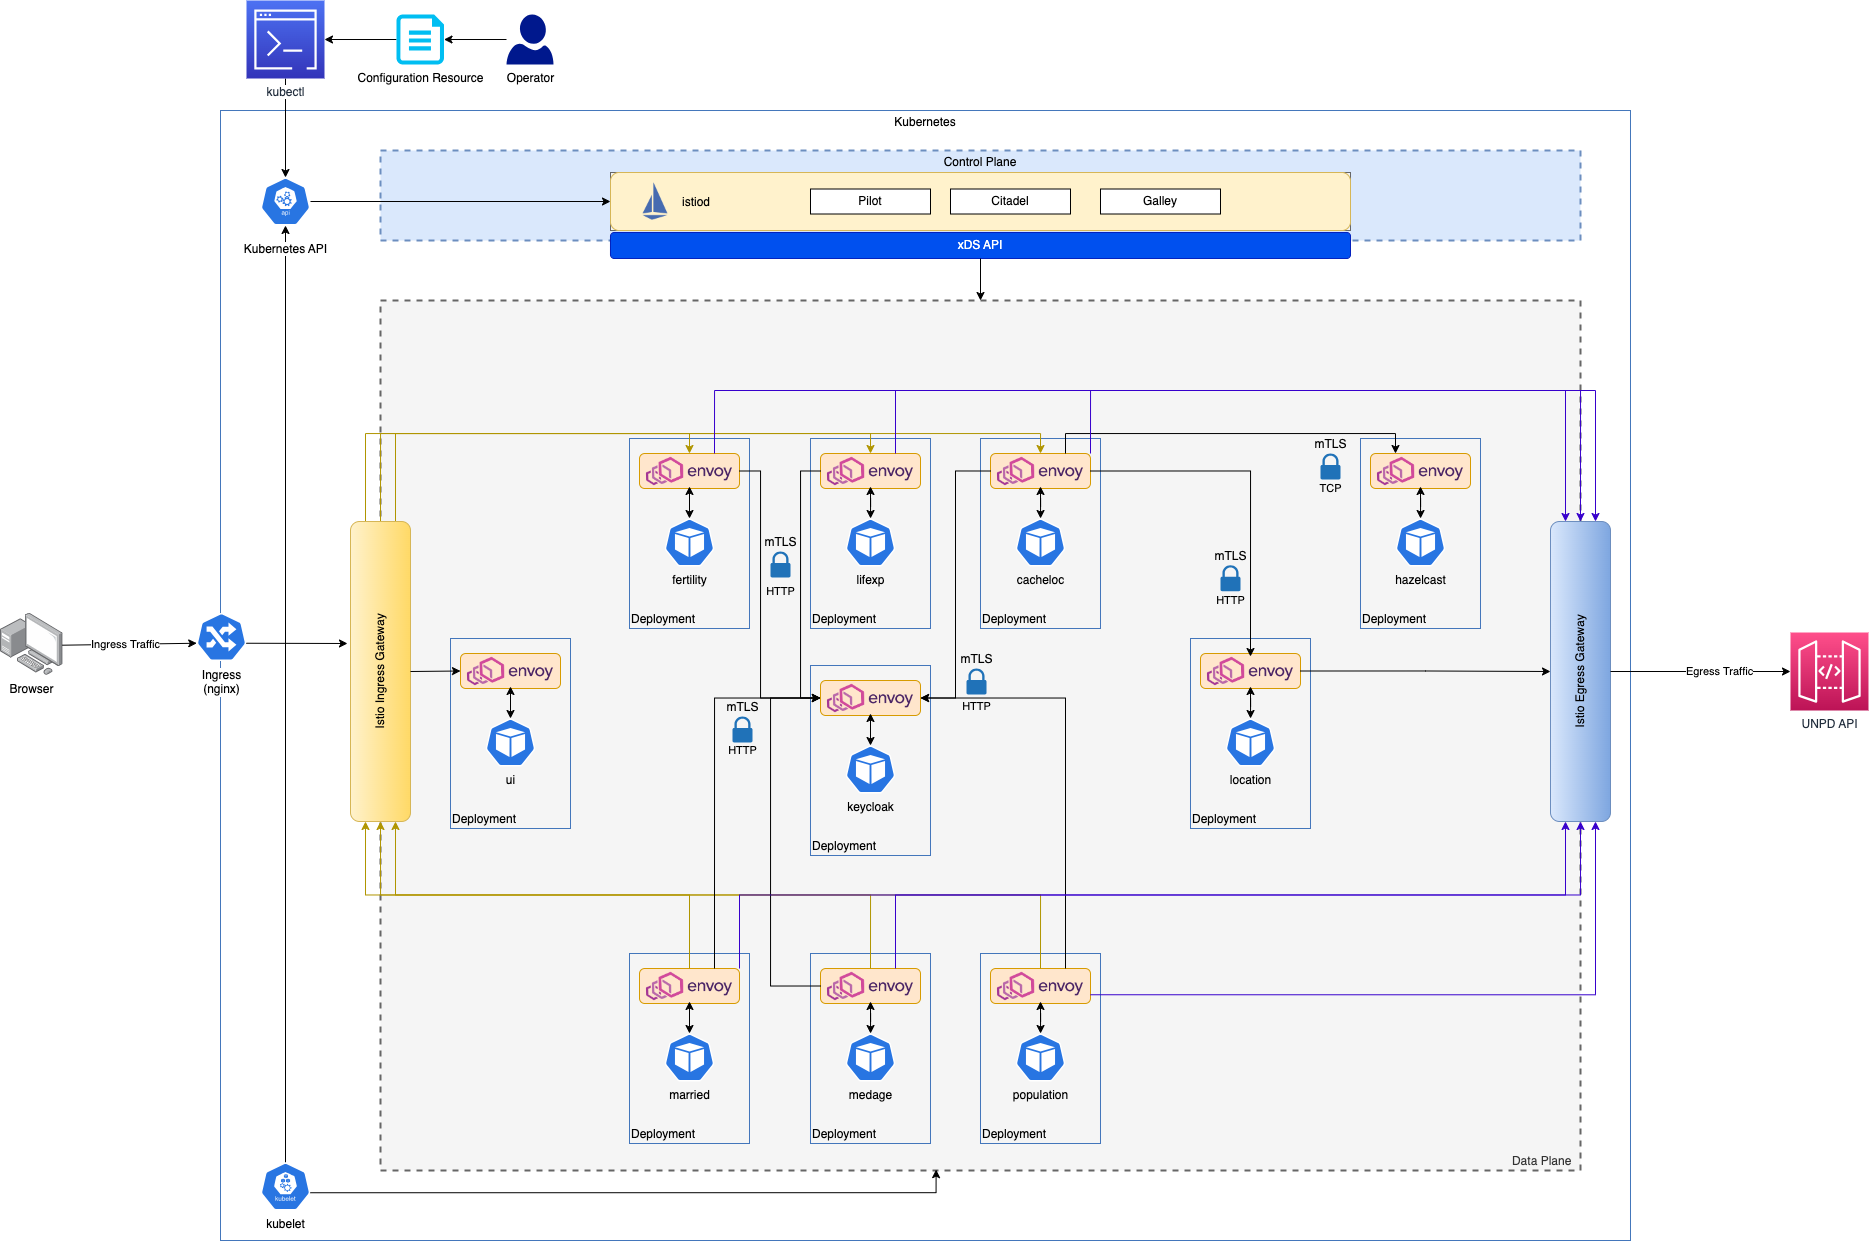 kubectl
Configuration Resource
Operator
Kubernetes
Control Plane
istiod
Pilot
Citadel
Galley
xDS API
api
Kubernetes API
mTLS
TCP
envoy
envoy
envoy
envoy
fertility
lifexp
cacheloc
hazelcast
Deployment
Deployment
Deployment
Deployment
mTLS
HTTP
mTLS
HTTP
Browser
Ingress Traffic
Ingress
(nginx)
Istio Ingress Gateway
envoy
ui
Deployment
mTLS
HTTP
mTLS
HTTP
envoy
keycloak
Deployment
envoy
location
Deployment
Istio Egress Gateway
Egress Traffic
UNPD API
envoy
envoy
envoy
married
medage
population
Deployment
Deployment
Deployment
Data Plane
kubelet
kubelet